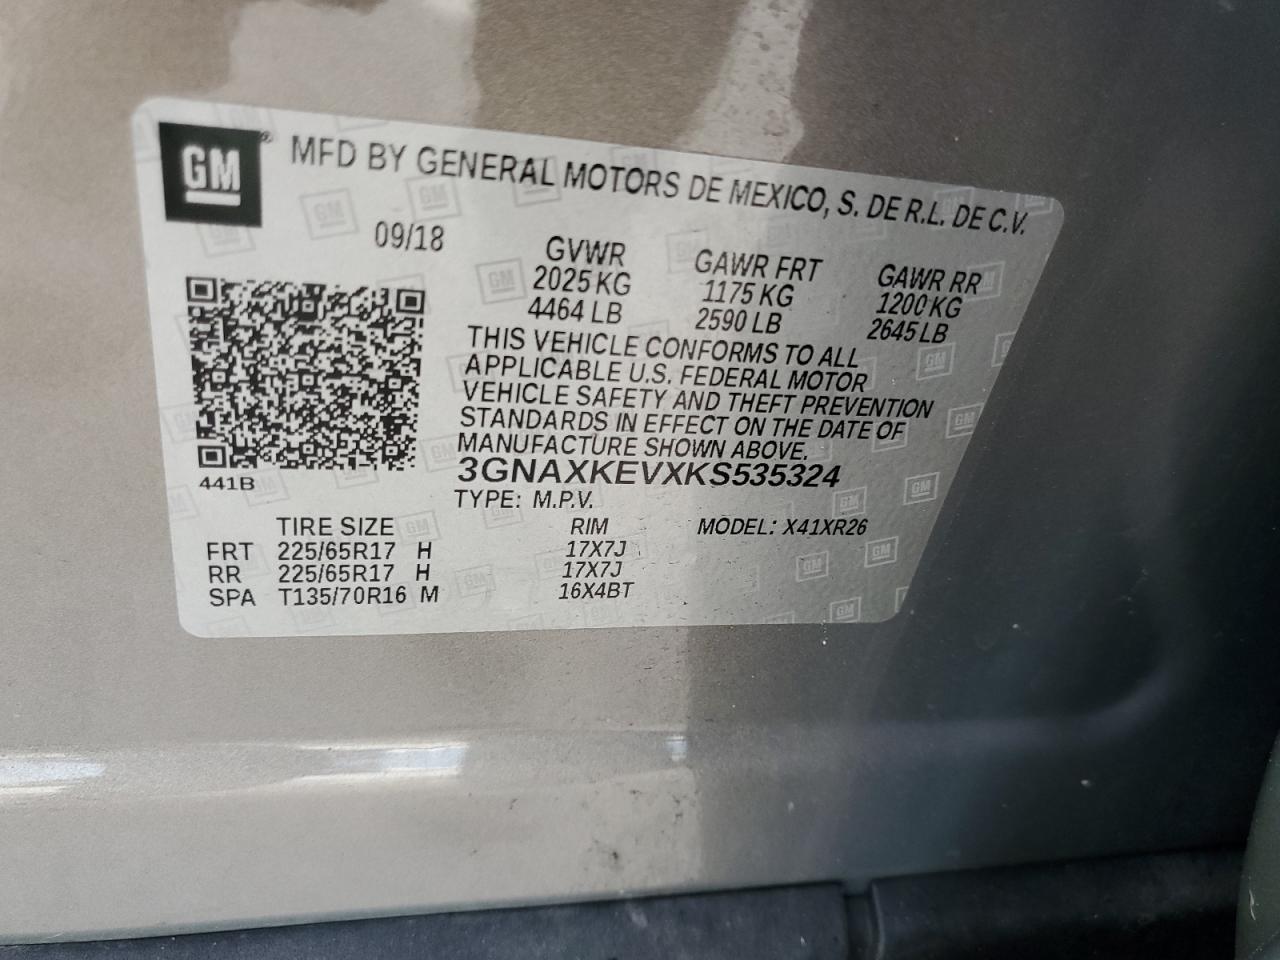 GM® MFD BY GENERAL MOTORS DE MEXICO, S. DE R.L. DE C.V.
09/18
GVWR GAWR FRT GAWR RR
2025 KG 1175 KG 1200 KG
4464 LB 2590 LB 2645 LB
THIS VEHICLE CONFORMS TO ALL
APPLICABLE U.S. FEDERAL MOTOR
VEHICLE SAFETY AND THEFT PREVENTION
STANDARDS IN EFFECT ON THE DATE OF
MANUFACTURE SHOWN ABOVE.
3GNAXKEVXKS535324
441B
TYPE: M.P.V.
TIRE SIZE RIM MODEL: X41XR26
FRT 225/65R17 H 17X7J
RR 225/65R17 H 17X7J
SPA T135/70R16 M 16X4BT